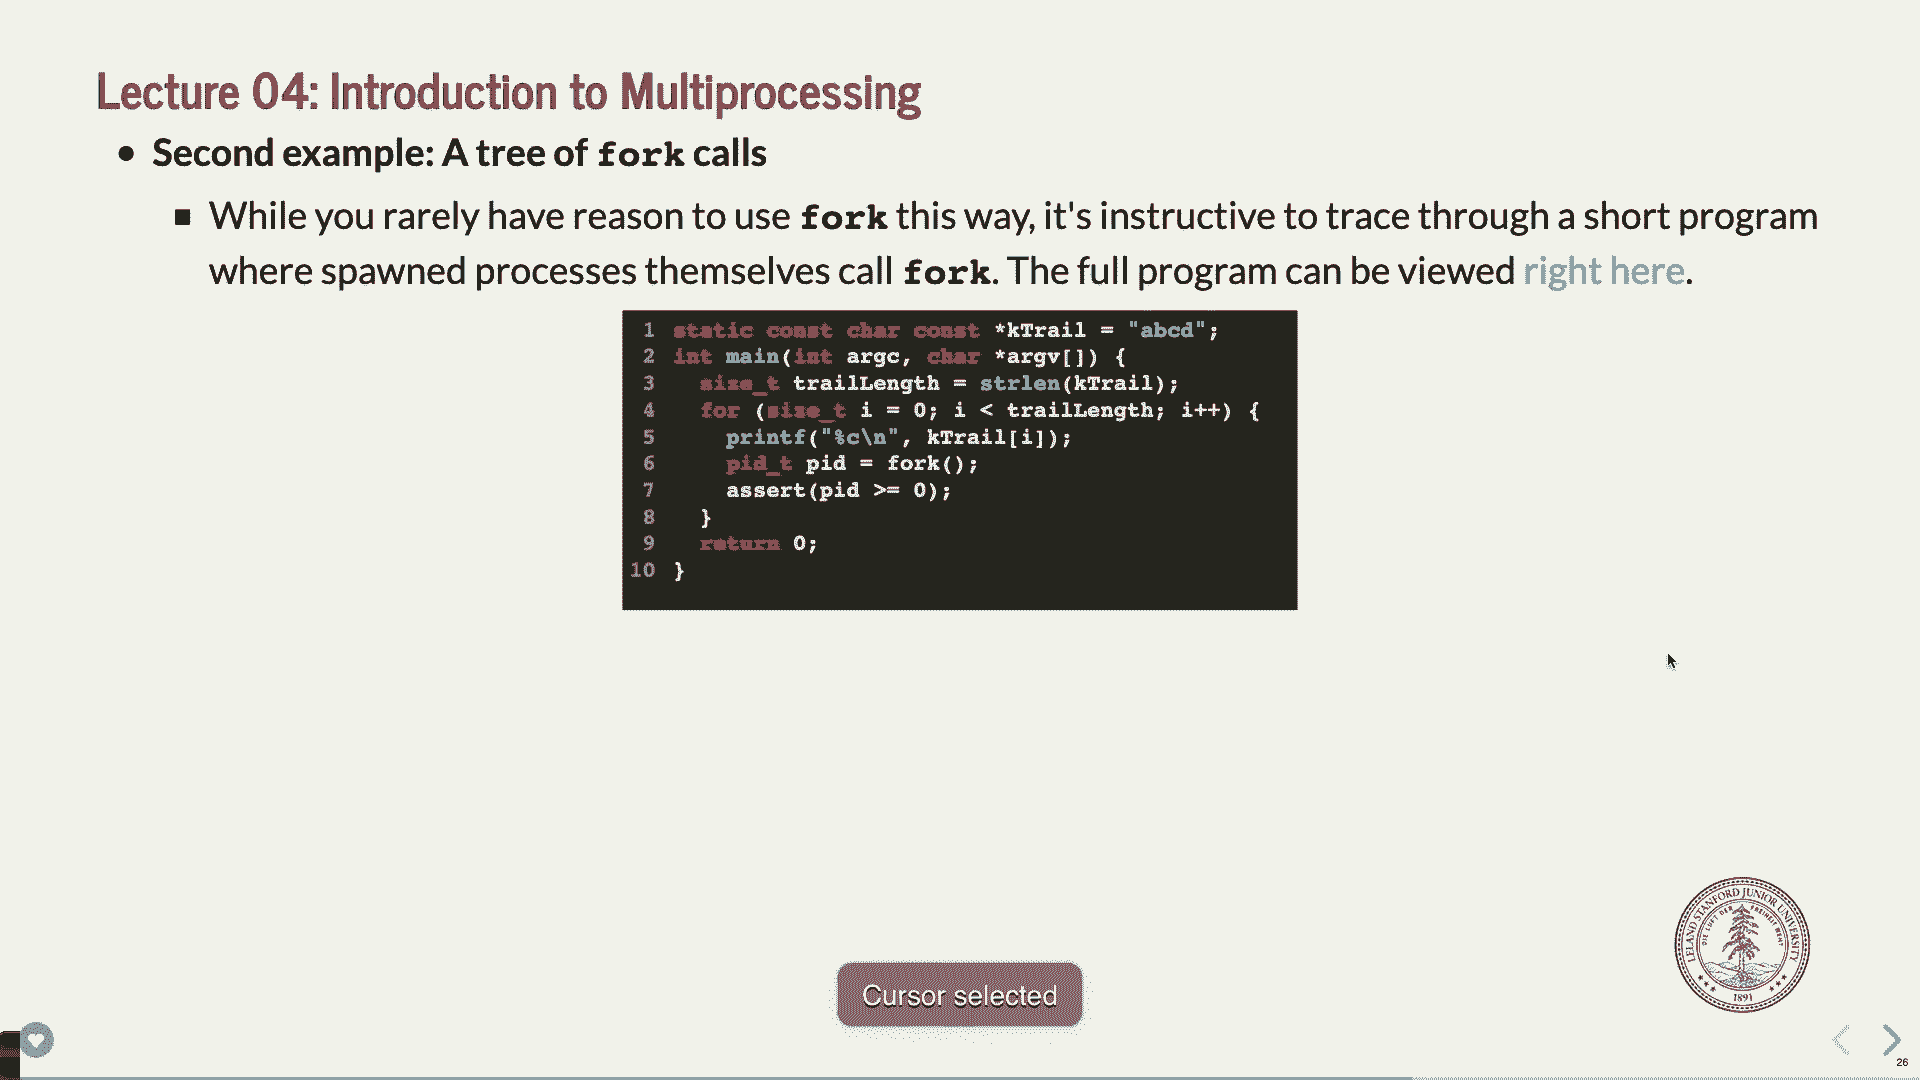 Lecture 04: Introduction to Multiprocessing
• Second example: A tree of fork calls
▪ While you rarely have reason to use fork this way, it's instructive to trace through a short program
where spawned processes themselves call fork. The full program can be viewed right here.
1 static const char const *kTrail = "abcd";
2 int main(int argc, char *argv[]) {
3   size_t trailLength = strlen(kTrail);
4   for (size_t i = 0; i < trailLength; i++) {
5     printf("%c\n", kTrail[i]);
6     pid_t pid = fork();
7     assert(pid >= 0);
8   }
9   return 0;
10 }
LELAND STANFORD JUNIOR UNIVERSITY
DIE LUFT DER FREIHEIT WEHT
1891
Cursor selected
26